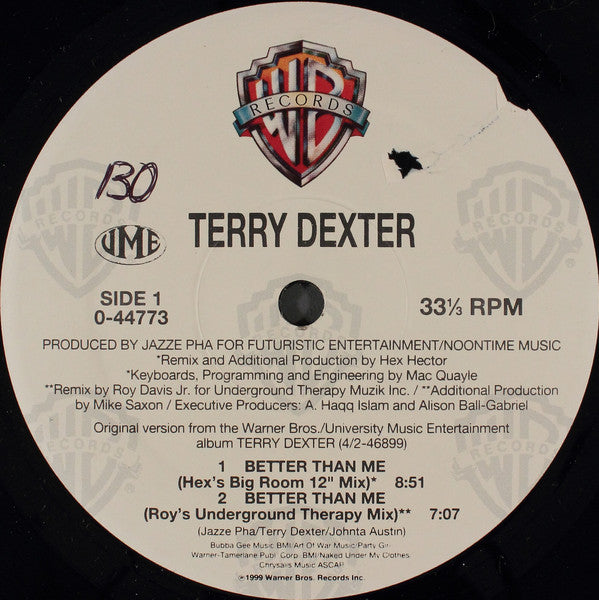 WB
RECORDS
130
UME
TERRY DEXTER
SIDE 1
0-44773
33⅓ RPM
PRODUCED BY JAZZE PHA FOR FUTURISTIC ENTERTAINMENT/NOONTIME MUSIC
*Remix and Additional Production by Hex Hector
*Keyboards, Programming and Engineering by Mac Quayle
**Remix by Roy Davis Jr. for Underground Therapy Muzik Inc. / **Additional Production
by Mike Saxon / Executive Producers: A. Haqq Islam and Alison Ball-Gabriel
Original version from the Warner Bros./University Music Entertainment
album TERRY DEXTER (4/2-46899)
1 BETTER THAN ME
(Hex's Big Room 12" Mix)* 8:51
2 BETTER THAN ME
(Roy's Underground Therapy Mix)** 7:07
(Jazze Pha/Terry Dexter/Johnta Austin)
Bubba Gee Music BMI/Art Of War Music/Party Girl
Warner-Tamerlane Publ. Corp. BMI/Naked Under My Clothes
Chrysalis Music ASCAP
℗1999 Warner Bros. Records Inc.